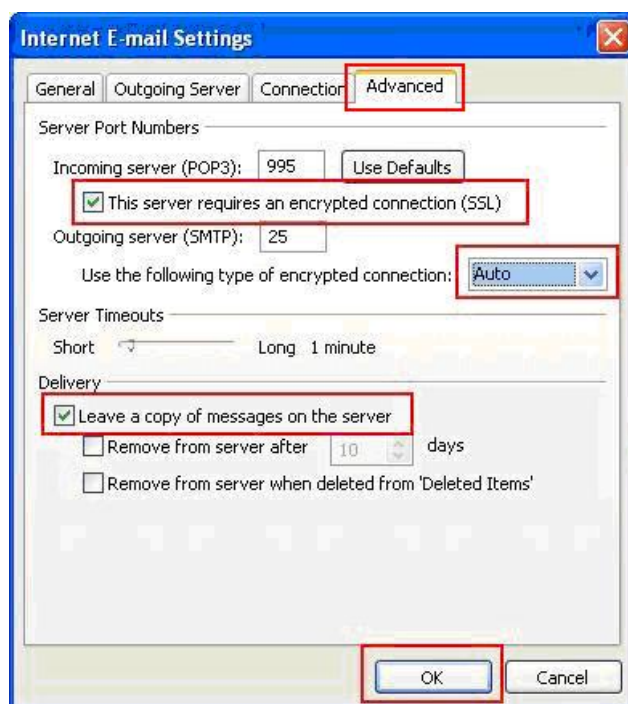 Internet E-mail Settings
General Outgoing Server Connection Advanced
Server Port Numbers
Incoming server (POP3): 995 Use Defaults
This server requires an encrypted connection (SSL)
Outgoing server (SMTP): 25
Use the following type of encrypted connection: Auto
Server Timeouts
Short Long 1 minute
Delivery
Leave a copy of messages on the server
Remove from server after 10 days
Remove from server when deleted from 'Deleted Items'
OK Cancel